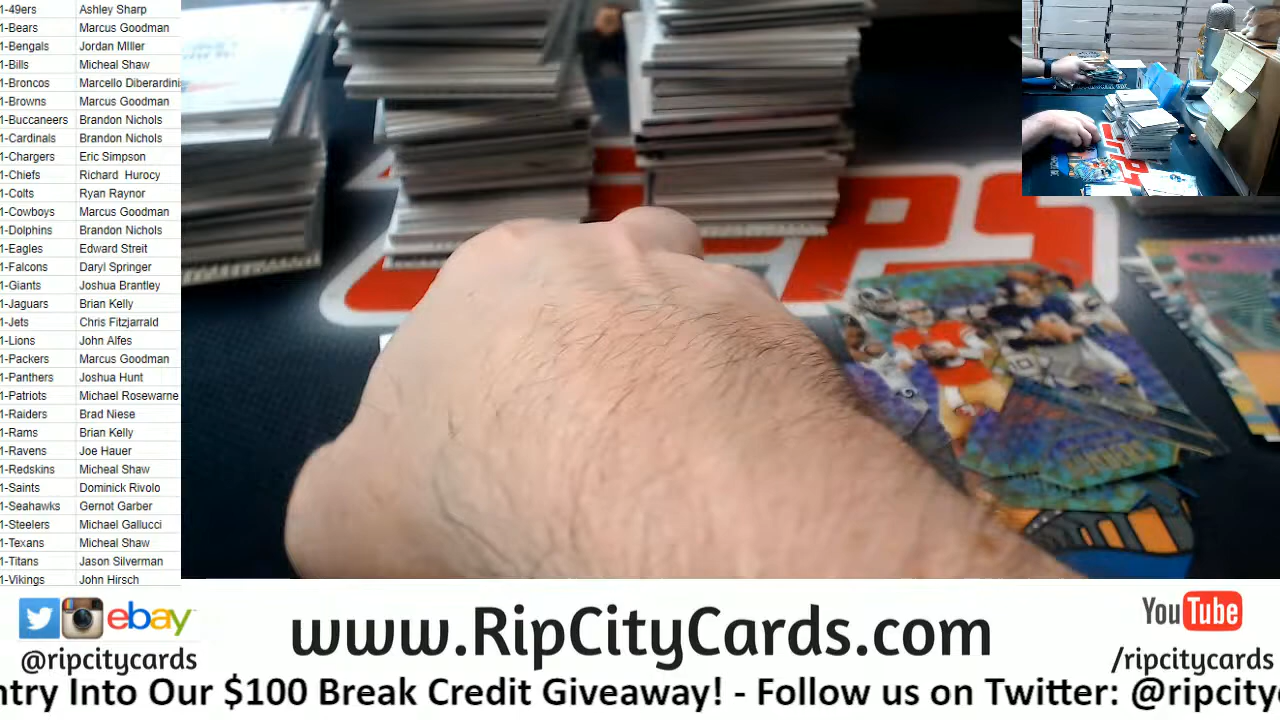 1-49ers Ashley Sharp
1-Bears Marcus Goodman
1-Bengals Jordan MIller
1-Bills Micheal Shaw
1-Broncos Marcello Diberardini
1-Browns Marcus Goodman
1-Buccaneers Brandon Nichols
1-Cardinals Brandon Nichols
1-Chargers Eric Simpson
1-Chiefs Richard Hurocy
1-Colts Ryan Raynor
1-Cowboys Marcus Goodman
1-Dolphins Brandon Nichols
1-Eagles Edward Streit
1-Falcons Daryl Springer
1-Giants Joshua Brantley
1-Jaguars Brian Kelly
1-Jets Chris Fitzjarrald
1-Lions John Alfes
1-Packers Marcus Goodman
1-Panthers Joshua Hunt
1-Patriots Michael Rosewarne
1-Raiders Brad Niese
1-Rams Brian Kelly
1-Ravens Joe Hauer
1-Redskins Micheal Shaw
1-Saints Dominick Rivolo
1-Seahawks Gernot Garber
1-Steelers Michael Gallucci
1-Texans Micheal Shaw
1-Titans Jason Silverman
1-Vikings John Hirsch
ebay
@ripcitycards
www.RipCityCards.com
YouTube
/ripcitycards
ntry Into Our $100 Break Credit Giveaway! - Follow us on Twitter: @ripcity